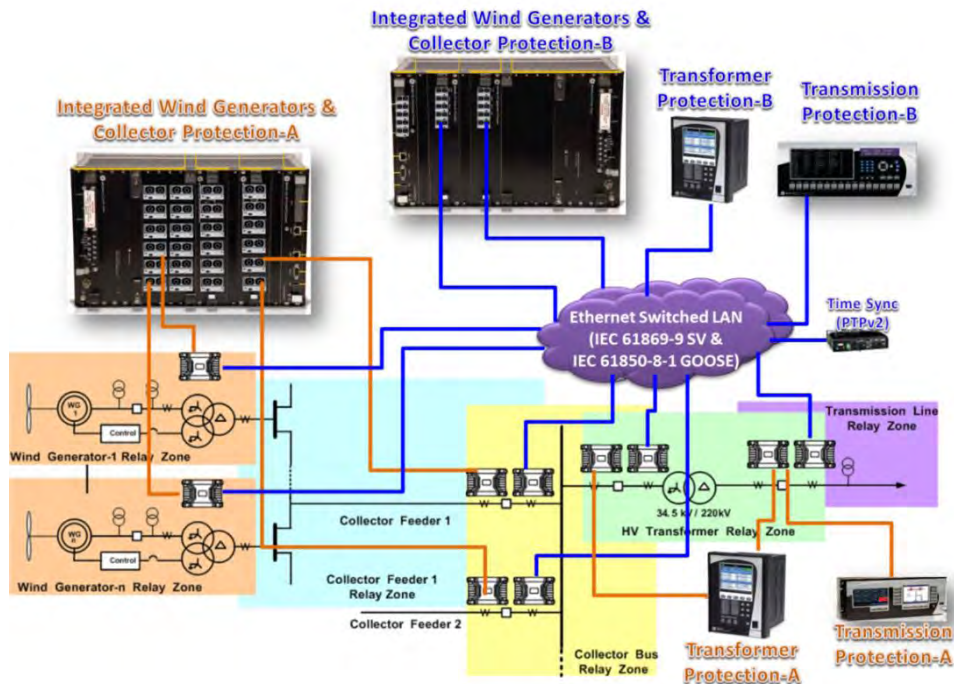 Integrated Wind Generators &
Collector Protection-B
Transformer
Protection-B
Transmission
Protection-B
Integrated Wind Generators &
Collector Protection-A
Ethernet Switched LAN
(IEC 61869-9 SV &
IEC 61850-8-1 GOOSE)
Time Sync
(PTPv2)
WG
1
Control
W
W
Wind Generator-1 Relay Zone
Transmission Line
Relay Zone
W
W
W
W
W
34.5 kV / 220kV
HV Transformer Relay Zone
Collector Feeder 1
WG
n
Control
W
W
Wind Generator-n Relay Zone
Collector Feeder 1
Relay Zone
W
W
Collector Feeder 2
Collector Bus
Relay Zone
Transformer
Protection-A
Transmission
Protection-A